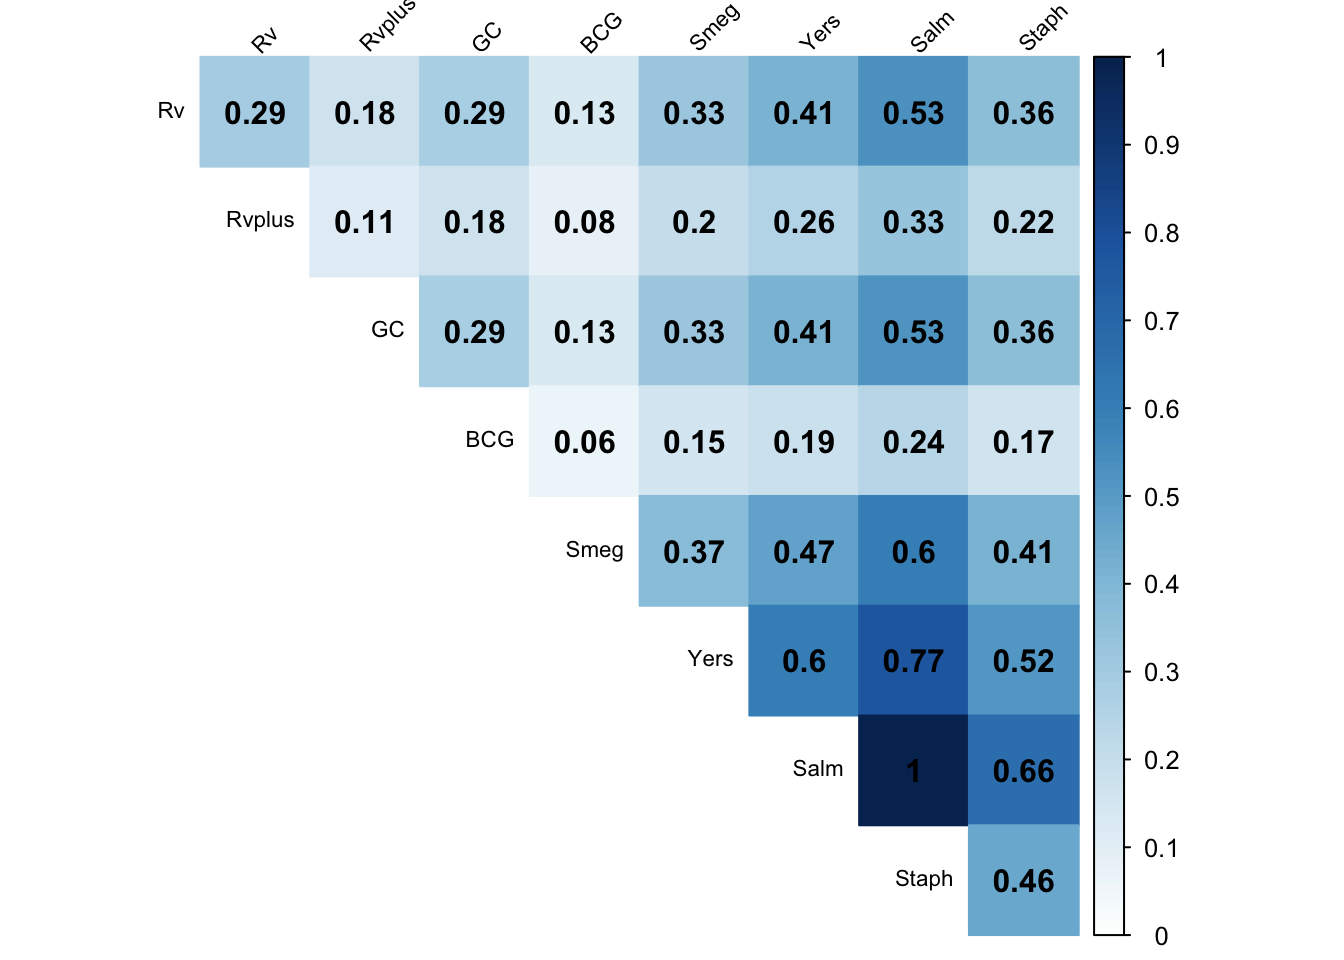 Rv Rvplus GC BCG Smeg Yers Salm Staph
1
Rv 0.29 0.18 0.29 0.13 0.33 0.41 0.53 0.36
0.9
Rvplus 0.11 0.18 0.08 0.2 0.26 0.33 0.22
0.8
0.7
GC 0.29 0.13 0.33 0.41 0.53 0.36
0.6
BCG 0.06 0.15 0.19 0.24 0.17
0.5
Smeg 0.37 0.47 0.6 0.41
0.4
0.3
Yers 0.6 0.77 0.52
0.2
Salm 1 0.66
0.1
Staph 0.46
0